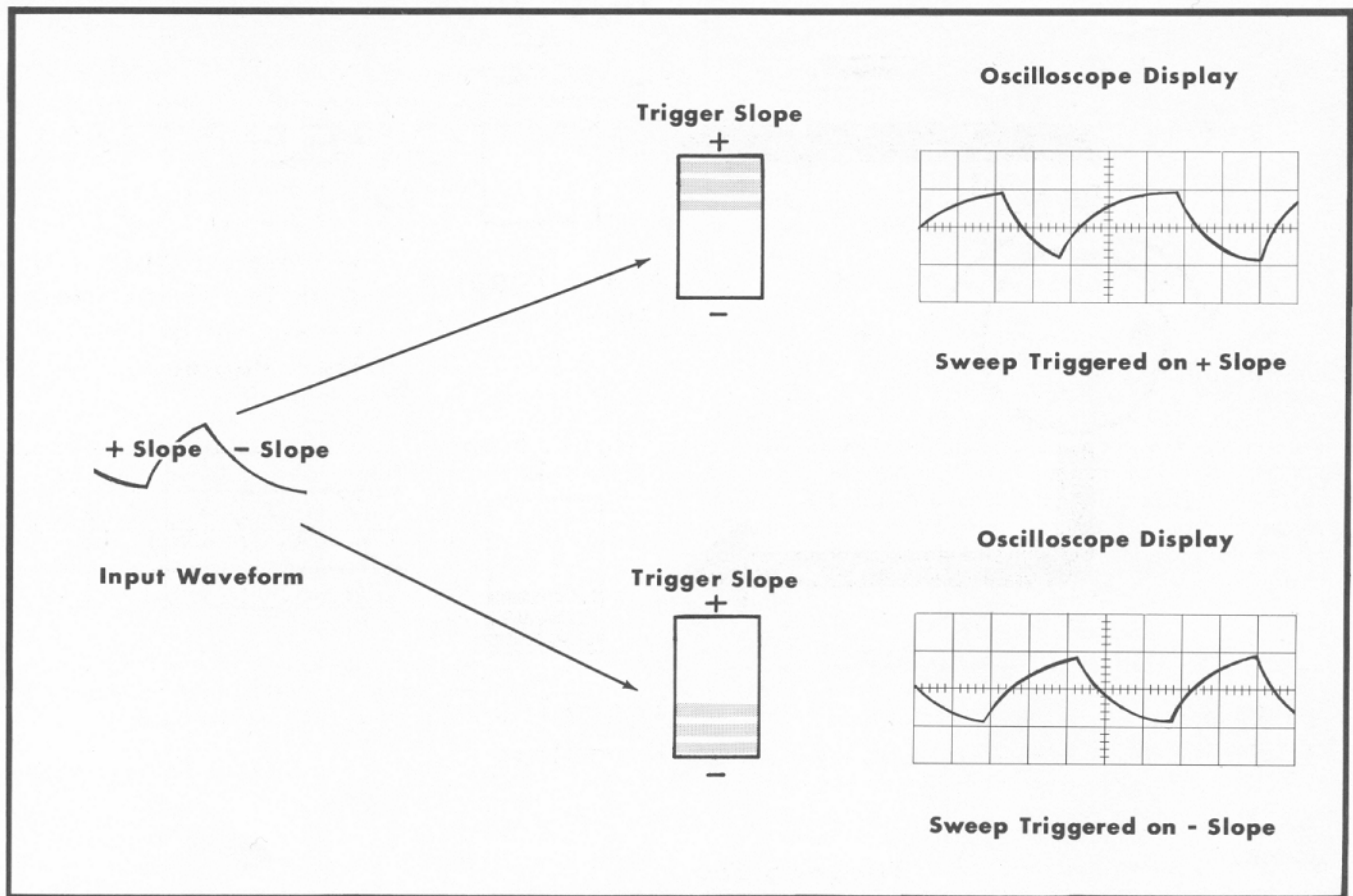 Oscilloscope Display
Trigger Slope
+
−
Sweep Triggered on + Slope
+ Slope − Slope
Input Waveform
Oscilloscope Display
Trigger Slope
+
−
Sweep Triggered on - Slope